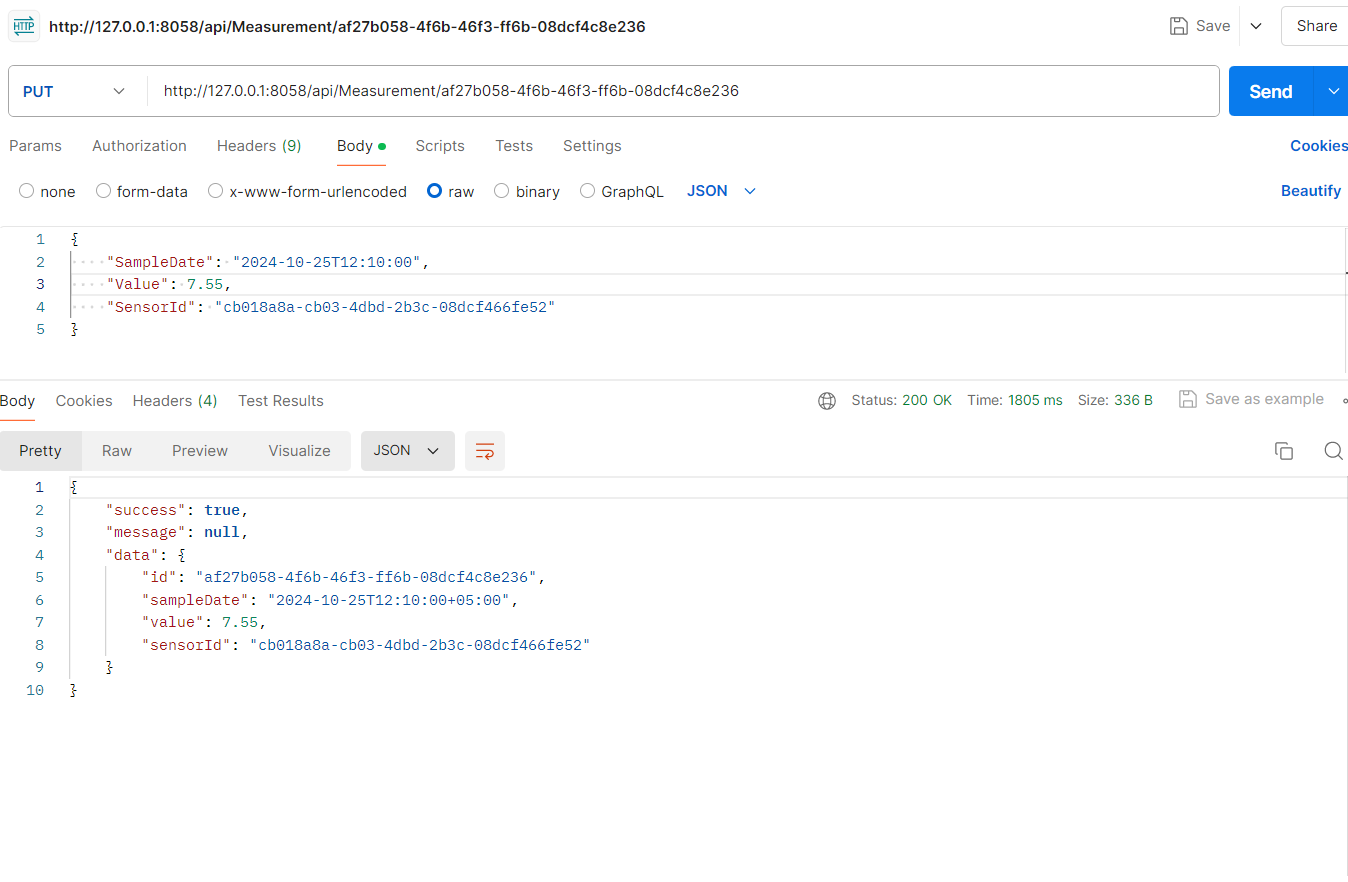 HTTP http://127.0.0.1:8058/api/Measurement/af27b058-4f6b-46f3-ff6b-08dcf4c8e236 Save Share
PUT http://127.0.0.1:8058/api/Measurement/af27b058-4f6b-46f3-ff6b-08dcf4c8e236 Send
Params Authorization Headers (9) Body Scripts Tests Settings Cookies
none form-data x-www-form-urlencoded raw binary GraphQL JSON Beautify
1 {
2 "SampleDate": "2024-10-25T12:10:00",
3 "Value": 7.55,
4 "SensorId": "cb018a8a-cb03-4dbd-2b3c-08dcf466fe52"
5 }
Body Cookies Headers (4) Test Results Status: 200 OK Time: 1805 ms Size: 336 B Save as example
Pretty Raw Preview Visualize JSON
1 {
2 "success": true,
3 "message": null,
4 "data": {
5 "id": "af27b058-4f6b-46f3-ff6b-08dcf4c8e236",
6 "sampleDate": "2024-10-25T12:10:00+05:00",
7 "value": 7.55,
8 "sensorId": "cb018a8a-cb03-4dbd-2b3c-08dcf466fe52"
9 }
10 }